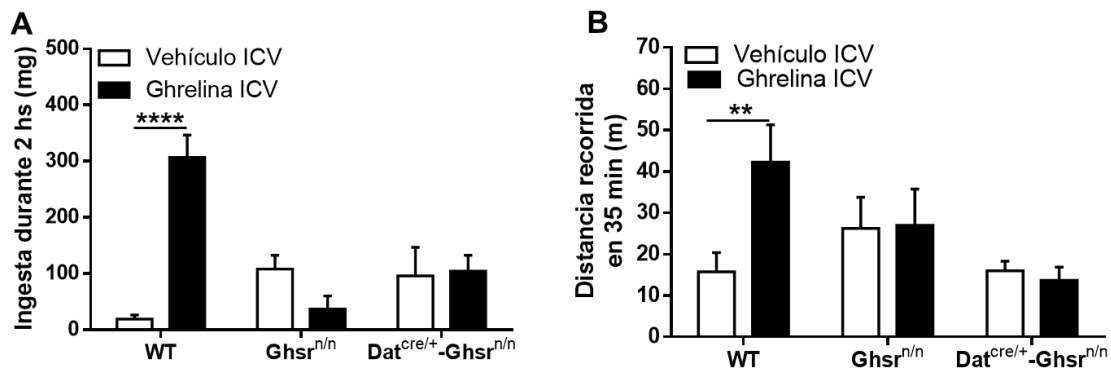 A
Ingesta durante 2 hs (mg)
500
400
300
200
100
0
Vehículo ICV
Ghrelina ICV
****
WT
Ghsr^n/n
Dat^cre/+-Ghsr^n/n
B
Distancia recorrida
en 35 min (m)
70
60
50
40
30
20
10
0
Vehículo ICV
Ghrelina ICV
**
WT
Ghsr^n/n
Dat^cre/+-Ghsr^n/n